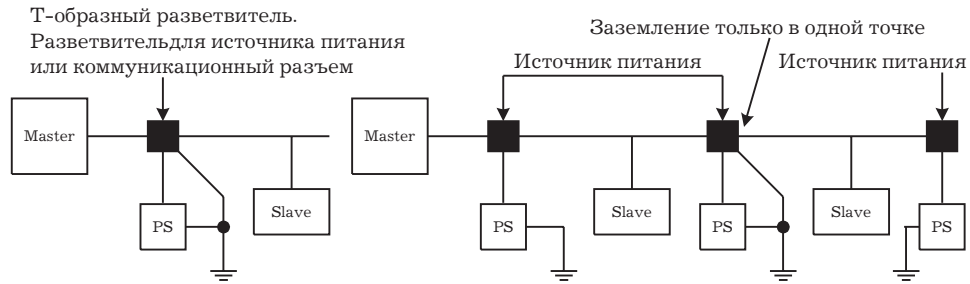 Т-образный разветвитель.
Разветвительдля источника питания
или коммуникационный разъем
Заземление только в одной точке
Источник питания
Источник питания
Master
PS
Slave
Master
PS
Slave
PS
Slave
PS